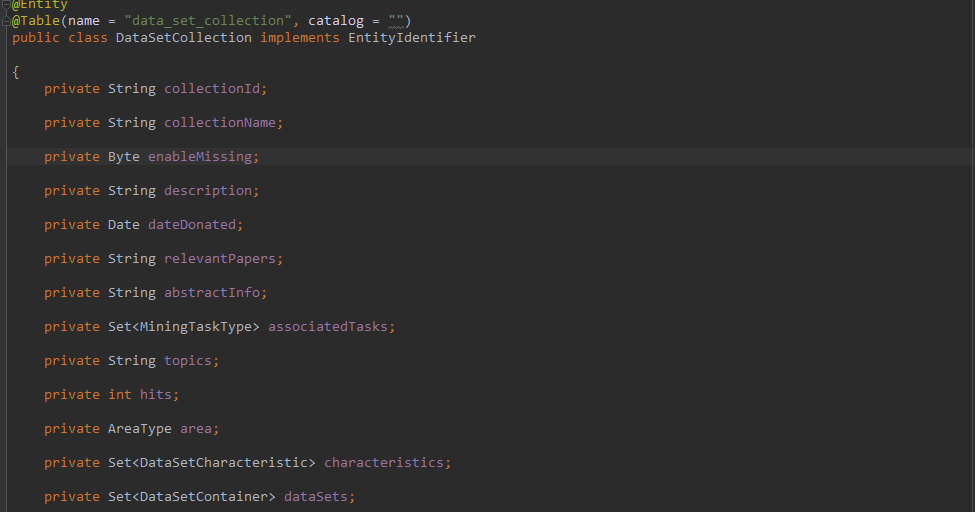 @Entity
@Table(name = "data_set_collection", catalog = "")
public class DataSetCollection implements EntityIdentifier
{
private String collectionId;
private String collectionName;
private Byte enableMissing;
private String description;
private Date dateDonated;
private String relevantPapers;
private String abstractInfo;
private Set<MiningTaskType> associatedTasks;
private String topics;
private int hits;
private AreaType area;
private Set<DataSetCharacteristic> characteristics;
private Set<DataSetContainer> dataSets;